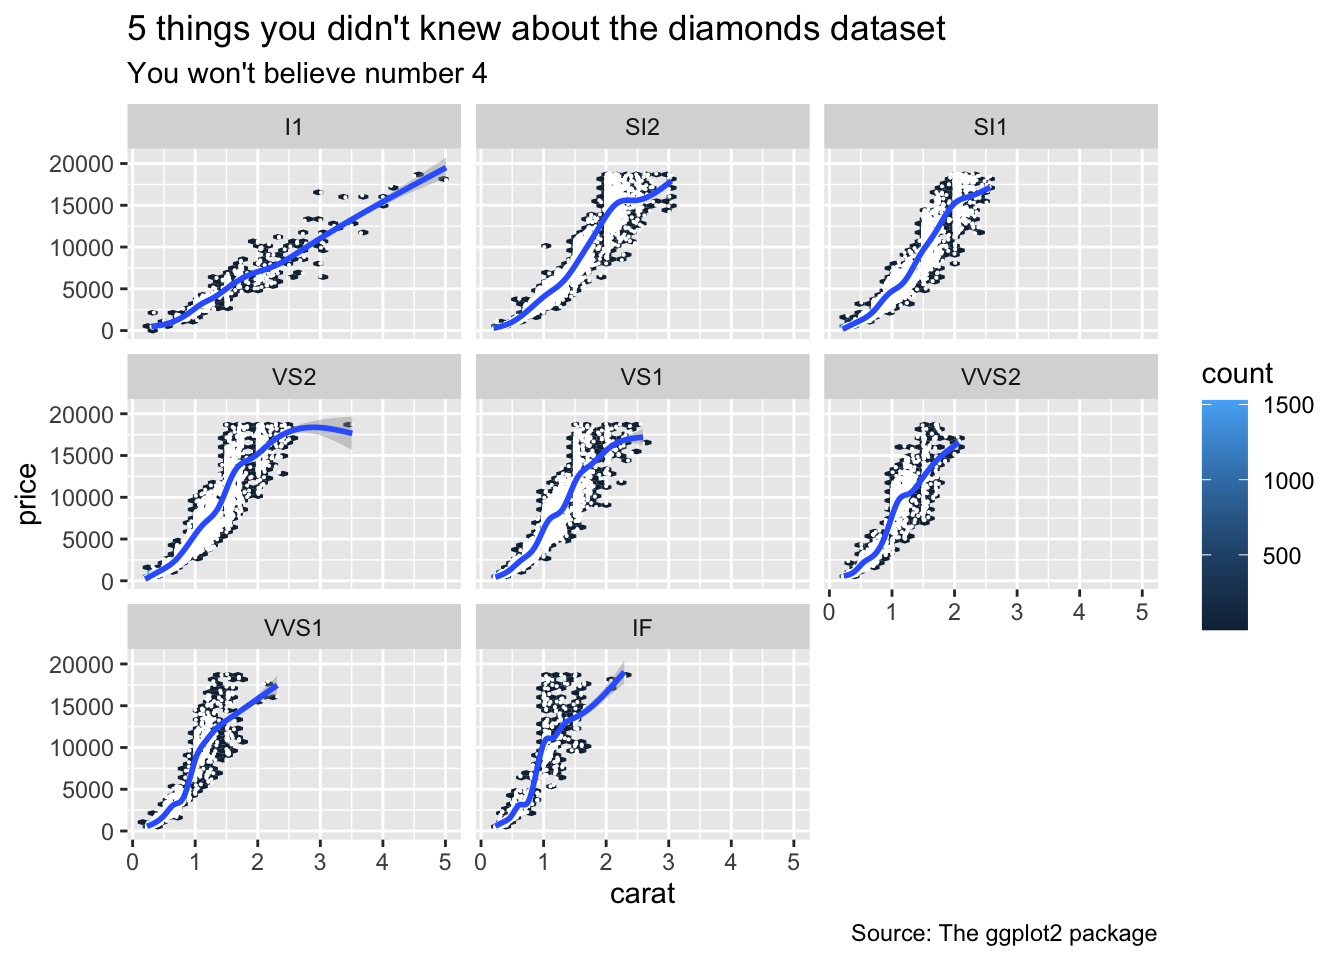 5 things you didn't knew about the diamonds dataset
You won't believe number 4
I1 SI2 SI1
20000
15000
10000
5000
0
VS2 VS1 VVS2
20000
15000
10000
5000
0
0 1 2 3 4 5
VVS1 IF
20000
15000
10000
5000
0
0 1 2 3 4 5 0 1 2 3 4 5
price
carat
count
1500
1000
500
Source: The ggplot2 package